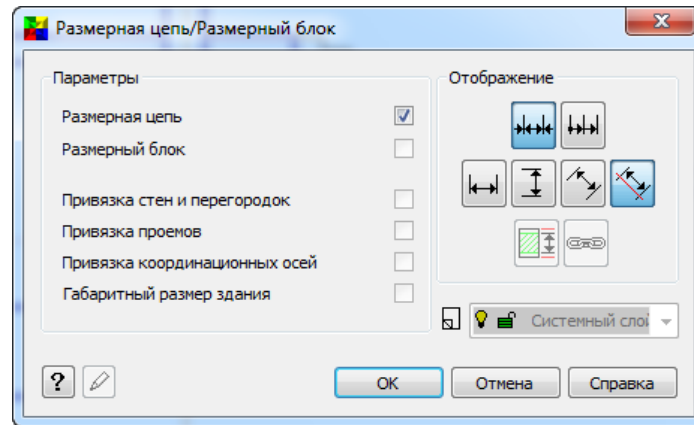 Размерная цепь/Размерный блок
Параметры
Размерная цепь
Размерный блок
Привязка стен и перегородок
Привязка проемов
Привязка координационных осей
Габаритный размер здания
Отображение
Системный слой
?
ОК
Отмена
Справка